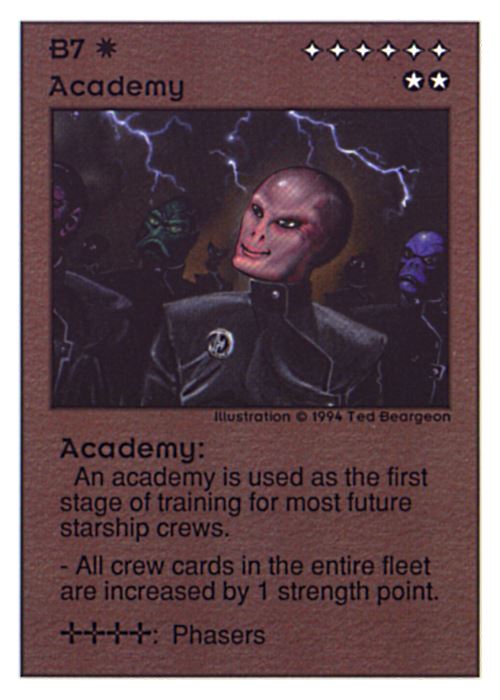 B7
Academy
Illustration © 1994 Ted Beargeon
Academy:
An academy is used as the first
stage of training for most future
starship crews.
- All crew cards in the entire fleet
are increased by 1 strength point.
: Phasers